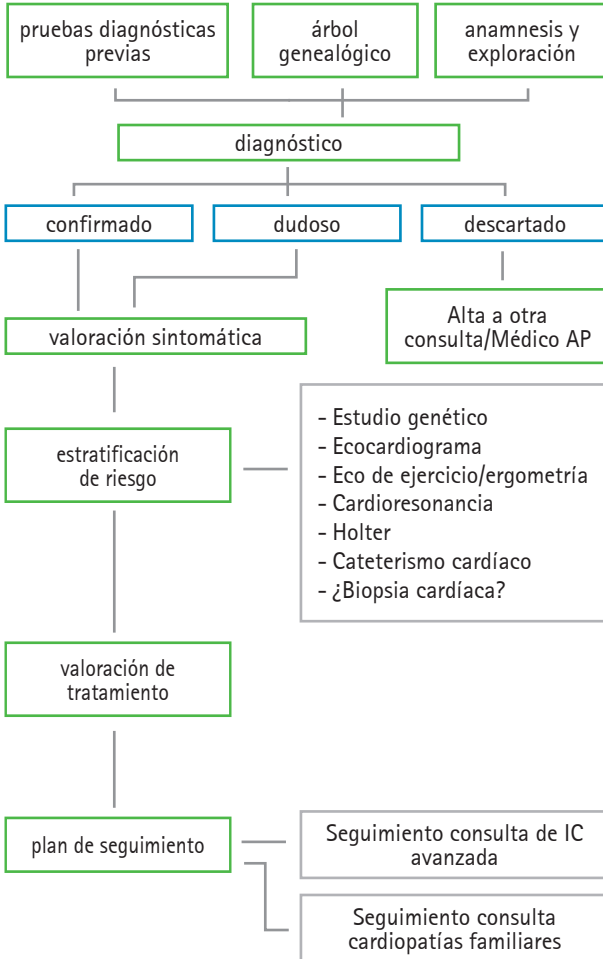 pruebas diagnósticas
previas
árbol
genealógico
anamnesis y
exploración
diagnóstico
confirmado
dudoso
descartado
valoración sintomática
Alta a otra
consulta/Médico AP
estratificación
de riesgo
- Estudio genético
- Ecocardiograma
- Eco de ejercicio/ergometría
- Cardioresonancia
- Holter
- Cateterismo cardíaco
- ¿Biopsia cardíaca?
valoración de
tratamiento
plan de seguimiento
Seguimiento consulta de IC
avanzada
Seguimiento consulta
cardiopatías familiares